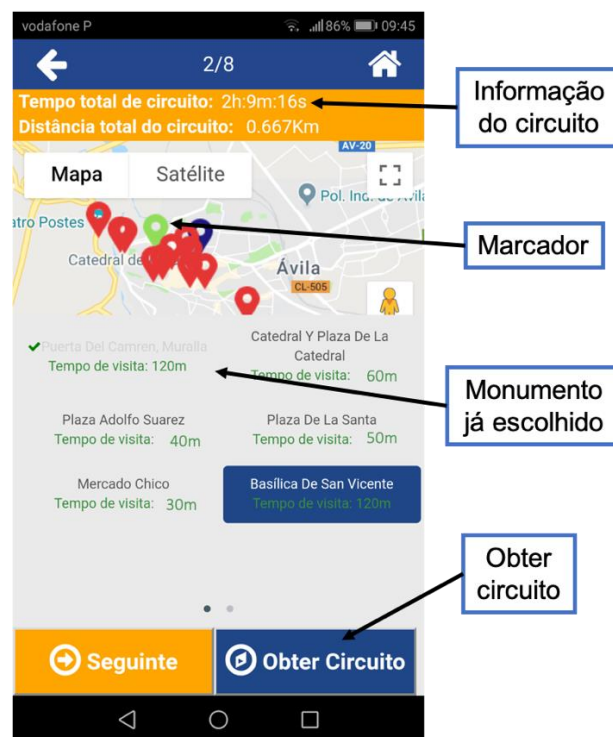 vodafone P
86% 09:45
2/8
Tempo total de circuito: 2h:9m:16s
Distância total do circuito: 0.667Km
Informação
do circuito
AV-20
Mapa
Satélite
Pol. Ind. de Ávila
atro Postes
Catedral de
Ávila
CL-505
Marcador
Puerta Del Camren, Muralla
Tempo de visita: 120m
Catedral Y Plaza De La
Catedral
Tempo de visita: 60m
Monumento
já escolhido
Plaza Adolfo Suarez
Tempo de visita: 40m
Plaza De La Santa
Tempo de visita: 50m
Mercado Chico
Tempo de visita: 30m
Basílica De San Vicente
Tempo de visita: 120m
Obter
circuito
Seguinte
Obter Circuito